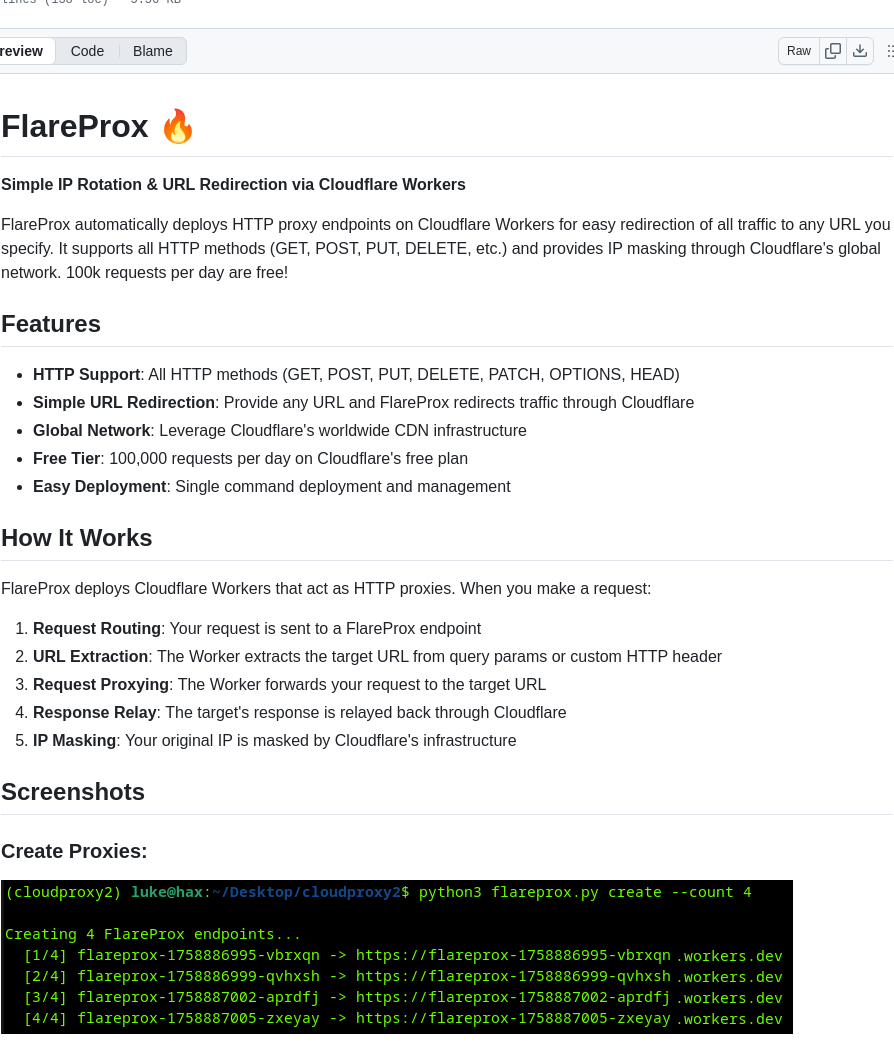 lines (138 loc) · 5.50 KB
review Code Blame Raw
FlareProx 🔥
Simple IP Rotation & URL Redirection via Cloudflare Workers
FlareProx automatically deploys HTTP proxy endpoints on Cloudflare Workers for easy redirection of all traffic to any URL you
specify. It supports all HTTP methods (GET, POST, PUT, DELETE, etc.) and provides IP masking through Cloudflare's global
network. 100k requests per day are free!
Features
• HTTP Support: All HTTP methods (GET, POST, PUT, DELETE, PATCH, OPTIONS, HEAD)
• Simple URL Redirection: Provide any URL and FlareProx redirects traffic through Cloudflare
• Global Network: Leverage Cloudflare's worldwide CDN infrastructure
• Free Tier: 100,000 requests per day on Cloudflare's free plan
• Easy Deployment: Single command deployment and management
How It Works
FlareProx deploys Cloudflare Workers that act as HTTP proxies. When you make a request:
1. Request Routing: Your request is sent to a FlareProx endpoint
2. URL Extraction: The Worker extracts the target URL from query params or custom HTTP header
3. Request Proxying: The Worker forwards your request to the target URL
4. Response Relay: The target's response is relayed back through Cloudflare
5. IP Masking: Your original IP is masked by Cloudflare's infrastructure
Screenshots
Create Proxies:
(cloudproxy2) luke@hax:~/Desktop/cloudproxy2$ python3 flareprox.py create --count 4
Creating 4 FlareProx endpoints...
[1/4] flareprox-1758886995-vbrxqn -> https://flareprox-1758886995-vbrxqn .workers.dev
[2/4] flareprox-1758886999-qvhxsh -> https://flareprox-1758886999-qvhxsh .workers.dev
[3/4] flareprox-1758887002-aprdfj -> https://flareprox-1758887002-aprdfj .workers.dev
[4/4] flareprox-1758887005-zxeyay -> https://flareprox-1758887005-zxeyay .workers.dev